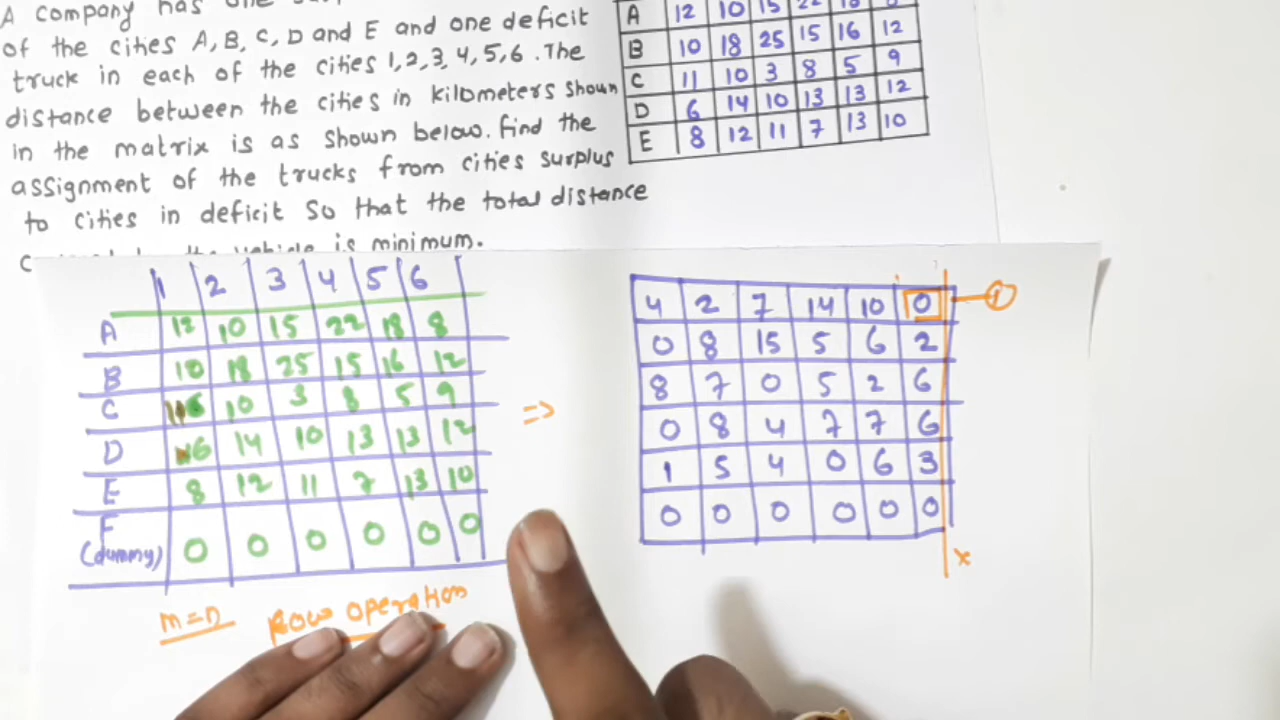 A company has one
of the cities A, B, C, D and E and one deficit
truck in each of the cities 1, 2, 3, 4, 5, 6. The
distance between the cities in kilometers shown
in the matrix is as shown below. find the
assignment of the trucks from cities surplus
to cities in deficit so that the total distance
is minimum.
A 12 10 15 22 18 8
B 10 18 25 15 16 12
C 11 10 3 8 5 9
D 6 14 10 13 13 12
E 8 12 11 7 13 10
1 2 3 4 5 6
A 12 10 15 22 18 8
B 10 18 25 15 16 12
C 10 3 8 5 9
D 6 14 10 13 13 12
E 8 12 11 7 13 10
F
(dummy) 0 0 0 0 0 0
m=n Row operation
=>
4 2 7 14 10 0 1
0 8 15 5 6 2
8 7 0 5 2 6
0 8 4 7 7 6
1 5 4 0 6 3
0 0 0 0 0 0
x